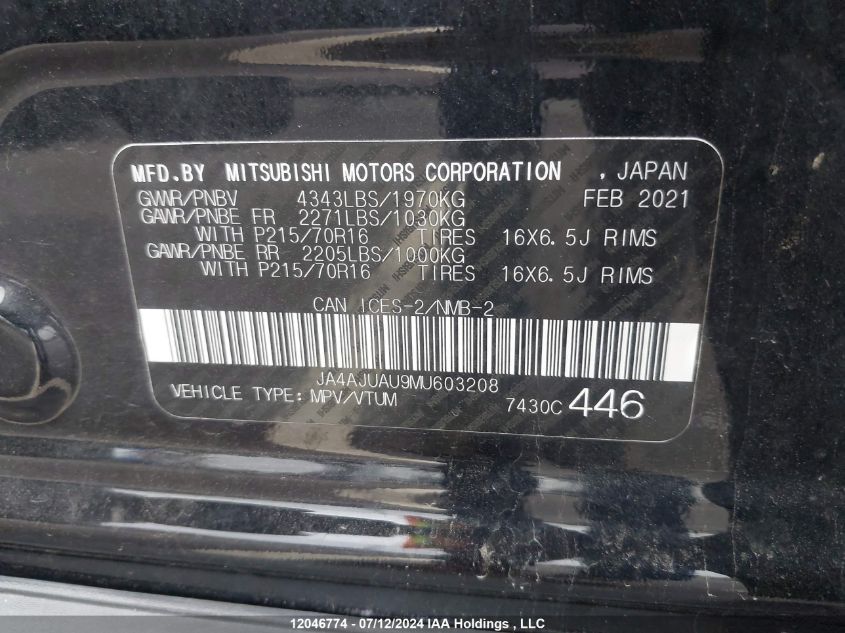 MFD.BY MITSUBISHI MOTORS CORPORATION , JAPAN
GVWR/PNBV 4343LBS/1970KG FEB 2021
GAWR/PNBE FR 2271LBS/1030KG
WITH P215/70R16 TIRES 16X6.5J RIMS
GAWR/PNBE RR 2205LBS/1000KG
WITH P215/70R16 TIRES 16X6.5J RIMS
CAN ICES-2/NMB-2
JA4AJUAU9MU603208
VEHICLE TYPE: MPV/VTUM 7430C 446
12046774 - 07/12/2024 IAA Holdings , LLC